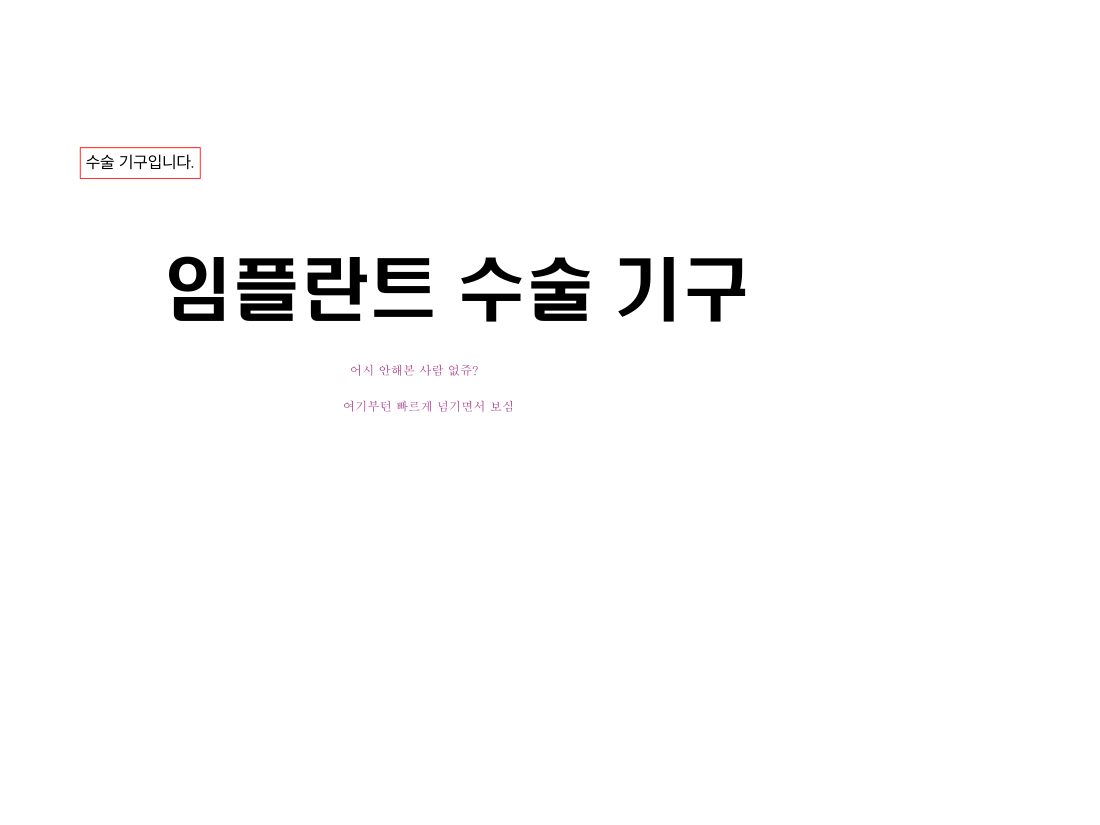 수술 기구입니다.
임플란트 수술 기구
어시 안해본 사람 없쥬?
여기부턴 빠르게 넘기면서 보심